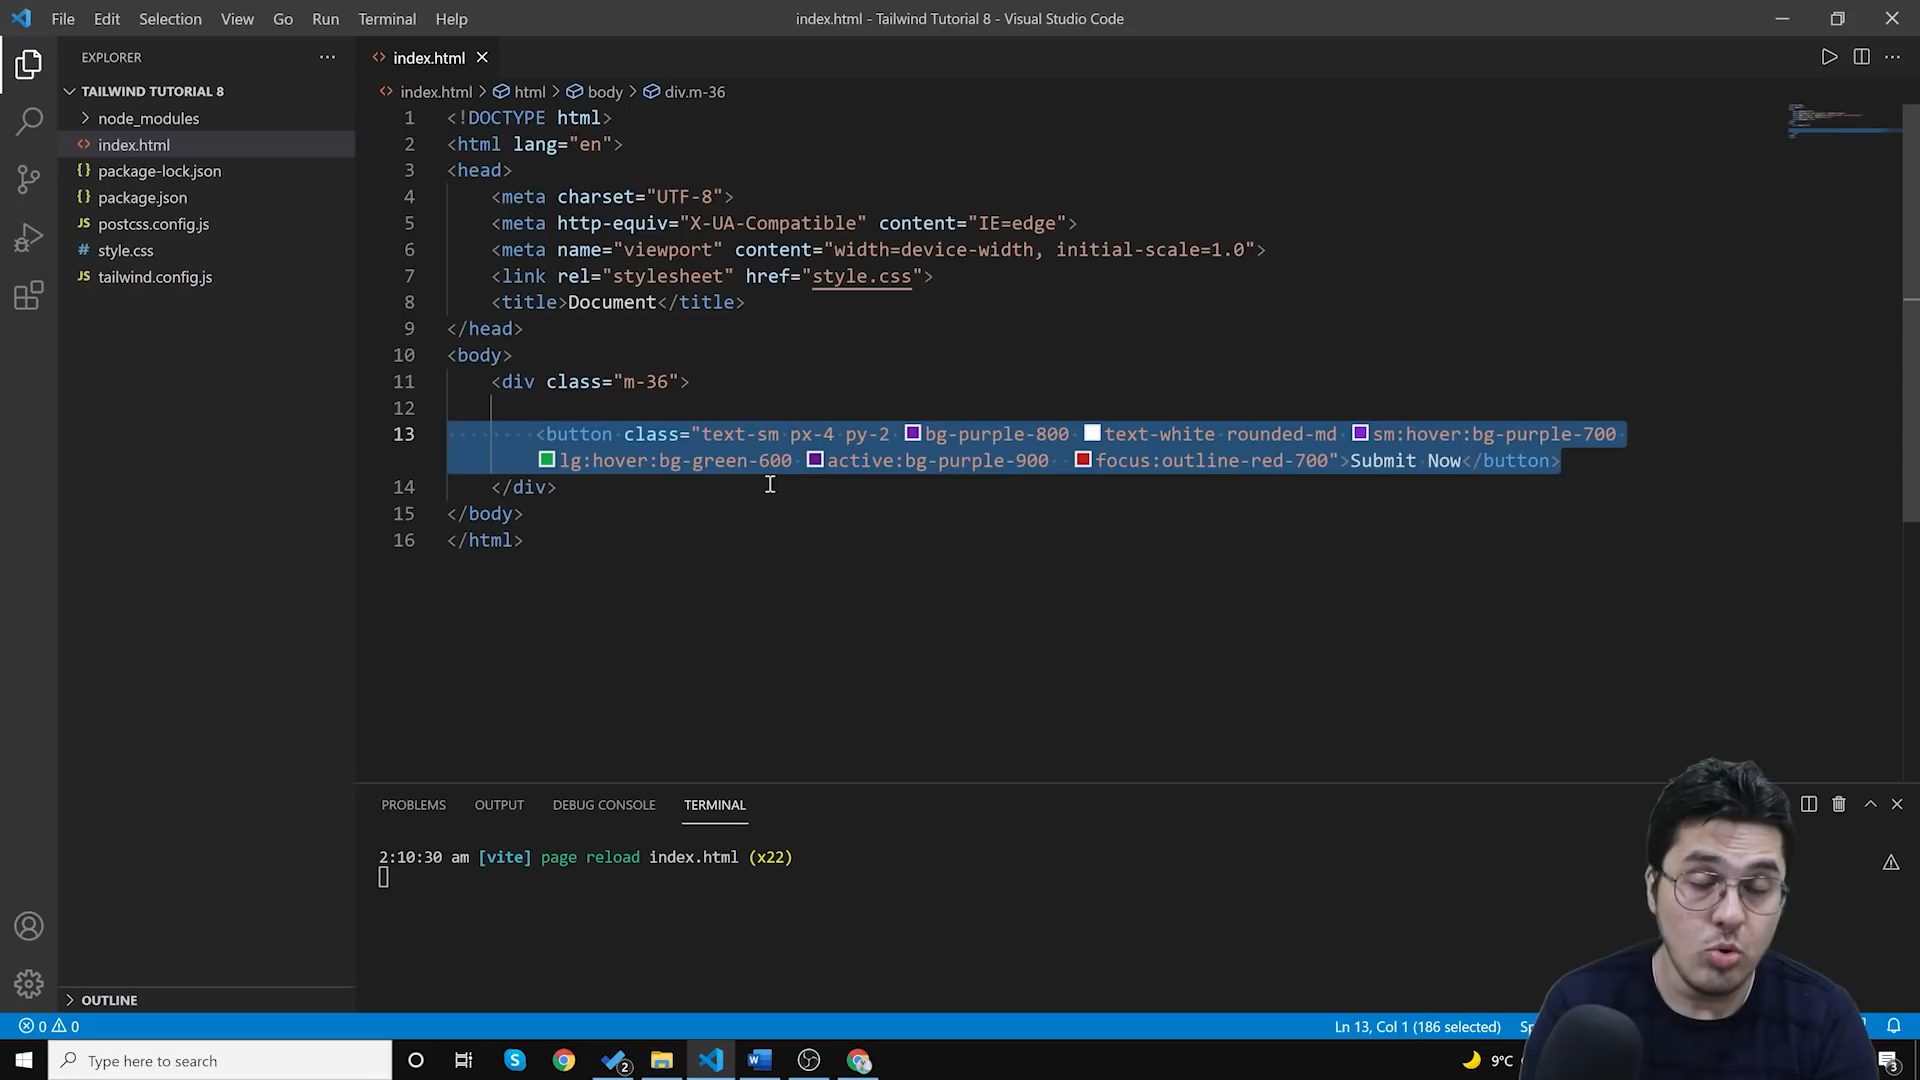 File Edit Selection View Go Run Terminal Help
index.html - Tailwind Tutorial 8 - Visual Studio Code
EXPLORER
TAILWIND TUTORIAL 8
node_modules
index.html
package-lock.json
package.json
postcss.config.js
style.css
tailwind.config.js
OUTLINE
index.html
index.html > html > body > div.m-36
1 <!DOCTYPE html>
2 <html lang="en">
3 <head>
4 <meta charset="UTF-8">
5 <meta http-equiv="X-UA-Compatible" content="IE=edge">
6 <meta name="viewport" content="width=device-width, initial-scale=1.0">
7 <link rel="stylesheet" href="style.css">
8 <title>Document</title>
9 </head>
10 <body>
11 <div class="m-36">
12
13 <button class="text-sm px-4 py-2 bg-purple-800 text-white rounded-md sm:hover:bg-purple-700
lg:hover:bg-green-600 active:bg-purple-900 focus:outline-red-700">Submit Now</button>
14 </div>
15 </body>
16 </html>
PROBLEMS OUTPUT DEBUG CONSOLE TERMINAL
2:10:30 am [vite] page reload index.html (x22)
0 0
Ln 13, Col 1 (186 selected)
Type here to search
2
9°C
3